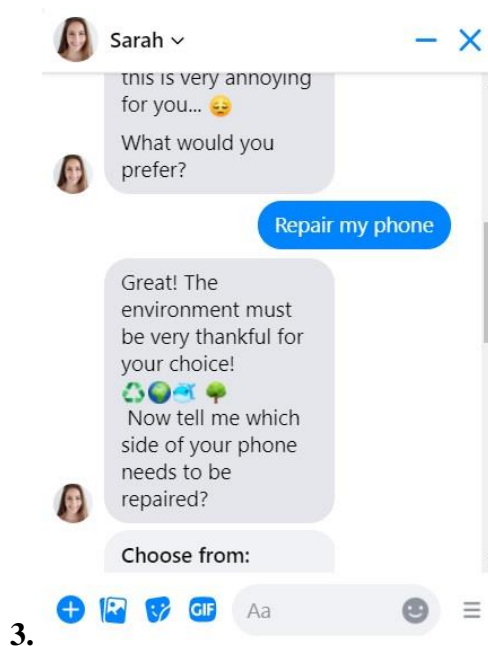 Sarah
this is very annoying
for you... 😔
What would you
prefer?
Repair my phone
Great! The
environment must
be very thankful for
your choice!
♻️🌍🐳 🌳
Now tell me which
side of your phone
needs to be
repaired?
Choose from:
GIF
Aa
3.